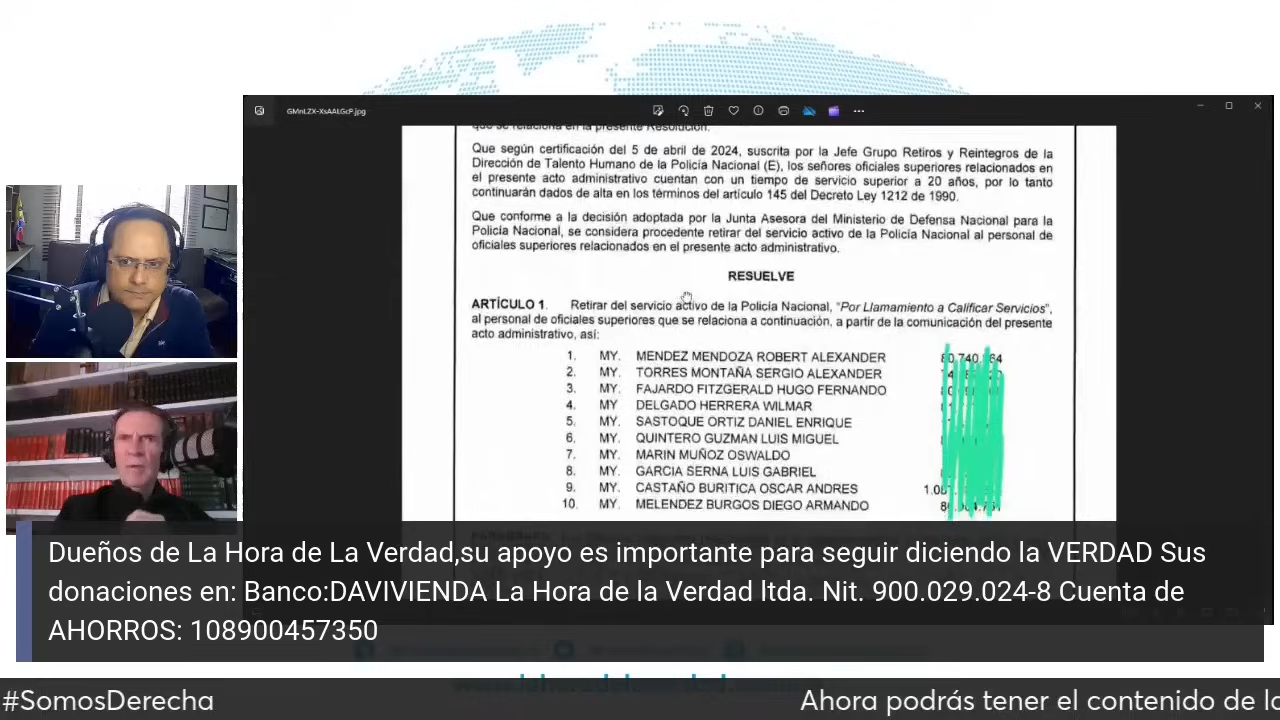 GMnLZX-XsAALGcP.jpg
que se relaciona en la presente Resolución.
Que según certificación del 5 de abril de 2024, suscrita por la Jefe Grupo Retiros y Reintegros de la
Dirección de Talento Humano de la Policía Nacional (E), los señores oficiales superiores relacionados en
el presente acto administrativo cuentan con un tiempo de servicio superior a 20 años, por lo tanto
continuarán dados de alta en los términos del artículo 145 del Decreto Ley 1212 de 1990.
Que conforme a la decisión adoptada por la Junta Asesora del Ministerio de Defensa Nacional para la
Policía Nacional, se considera procedente retirar del servicio activo de la Policía Nacional al personal de
oficiales superiores relacionados en el presente acto administrativo.
RESUELVE
ARTÍCULO 1. Retirar del servicio activo de la Policía Nacional, "Por Llamamiento a Calificar Servicios",
al personal de oficiales superiores que se relaciona a continuación, a partir de la comunicación del presente
acto administrativo, así:
1. MY. MENDEZ MENDOZA ROBERT ALEXANDER
2. MY. TORRES MONTAÑA SERGIO ALEXANDER
3. MY. FAJARDO FITZGERALD HUGO FERNANDO
4. MY. DELGADO HERRERA WILMAR
5. MY. SASTOQUE ORTIZ DANIEL ENRIQUE
6. MY. QUINTERO GUZMAN LUIS MIGUEL
7. MY. MARIN MUÑOZ OSWALDO
8. MY. GARCIA SERNA LUIS GABRIEL
9. MY. CASTAÑO BURITICA OSCAR ANDRES
10. MY. MELENDEZ BURGOS DIEGO ARMANDO
Dueños de La Hora de La Verdad,su apoyo es importante para seguir diciendo la VERDAD Sus
donaciones en: Banco:DAVIVIENDA La Hora de la Verdad ltda. Nit. 900.029.024-8 Cuenta de
AHORROS: 108900457350
#SomosDerecha
Ahora podrás tener el contenido de